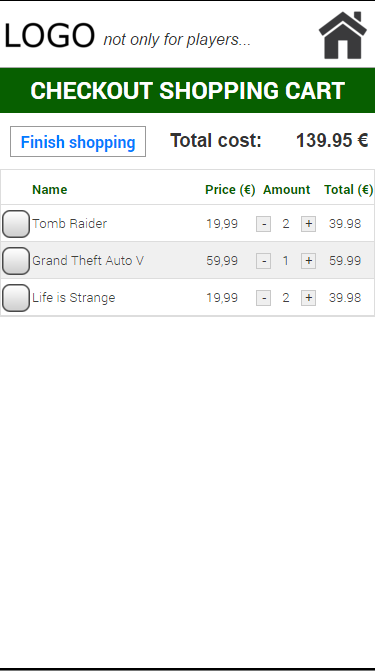 LOGO not only for players...
CHECKOUT SHOPPING CART
Finish shopping Total cost: 139.95 €
Name Price (€) Amount Total (€)
Tomb Raider 19,99 - 2 + 39.98
Grand Theft Auto V 59,99 - 1 + 59.99
Life is Strange 19,99 - 2 + 39.98